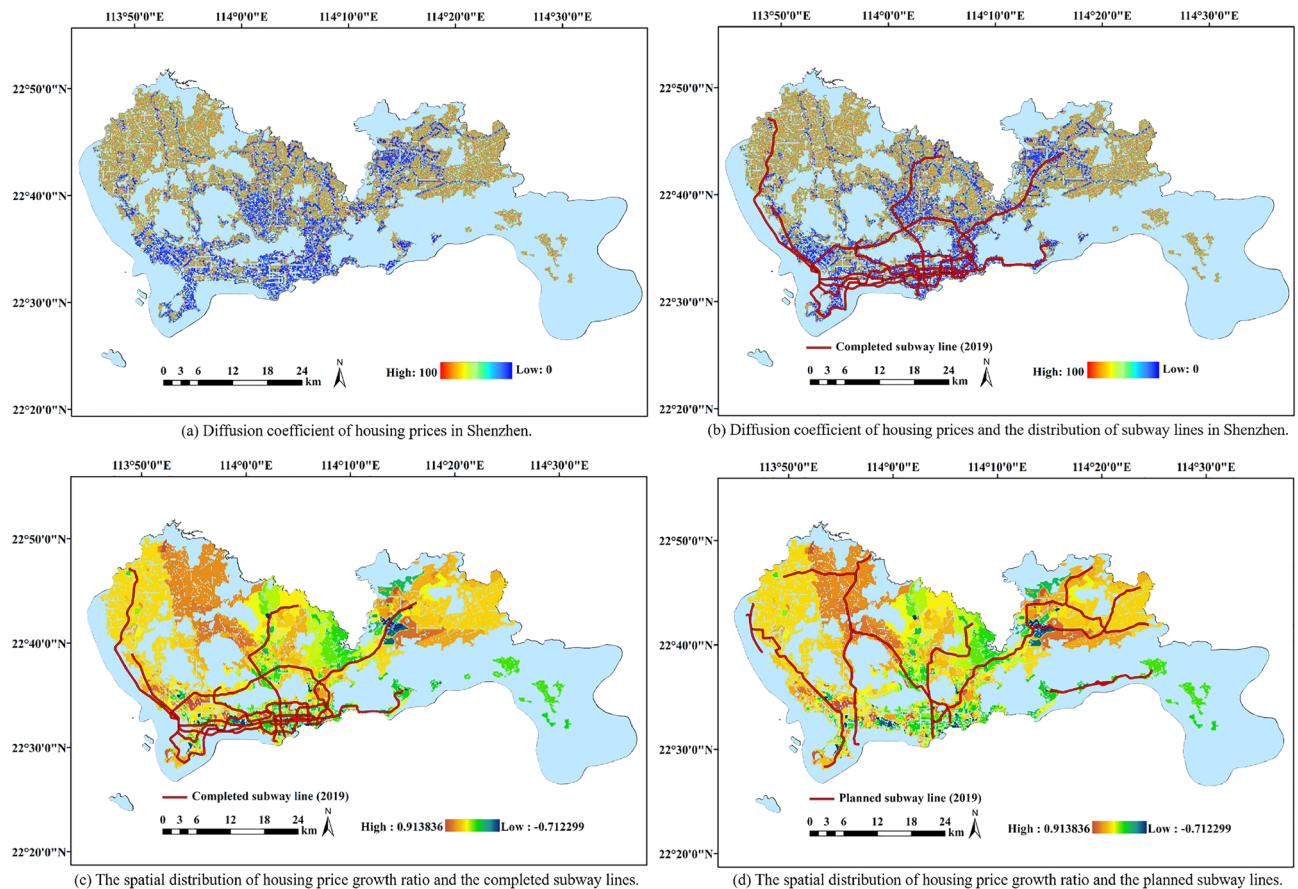 113°50'0"E 114°0'0"E 114°10'0"E 114°20'0"E 114°30'0"E
22°50'0"N
22°40'0"N
22°30'0"N
22°20'0"N
N
0 3 6 12 18 24
km
High: 100 Low: 0
(a) Diffusion coefficient of housing prices in Shenzhen.
113°50'0"E 114°0'0"E 114°10'0"E 114°20'0"E 114°30'0"E
22°50'0"N
22°40'0"N
22°30'0"N
22°20'0"N
Completed subway line (2019)
N
0 3 6 12 18 24
km
High: 100 Low: 0
(b) Diffusion coefficient of housing prices and the distribution of subway lines in Shenzhen.
113°50'0"E 114°0'0"E 114°10'0"E 114°20'0"E 114°30'0"E
22°50'0"N
22°40'0"N
22°30'0"N
22°20'0"N
Completed subway line (2019)
N
0 3 6 12 18 24
km
High : 0.913836 Low : -0.712299
(c) The spatial distribution of housing price growth ratio and the completed subway lines.
113°50'0"E 114°0'0"E 114°10'0"E 114°20'0"E 114°30'0"E
22°50'0"N
22°40'0"N
22°30'0"N
22°20'0"N
Planned subway line (2019)
N
0 3 6 12 18 24
km
High : 0.913836 Low : -0.712299
(d) The spatial distribution of housing price growth ratio and the planned subway lines.